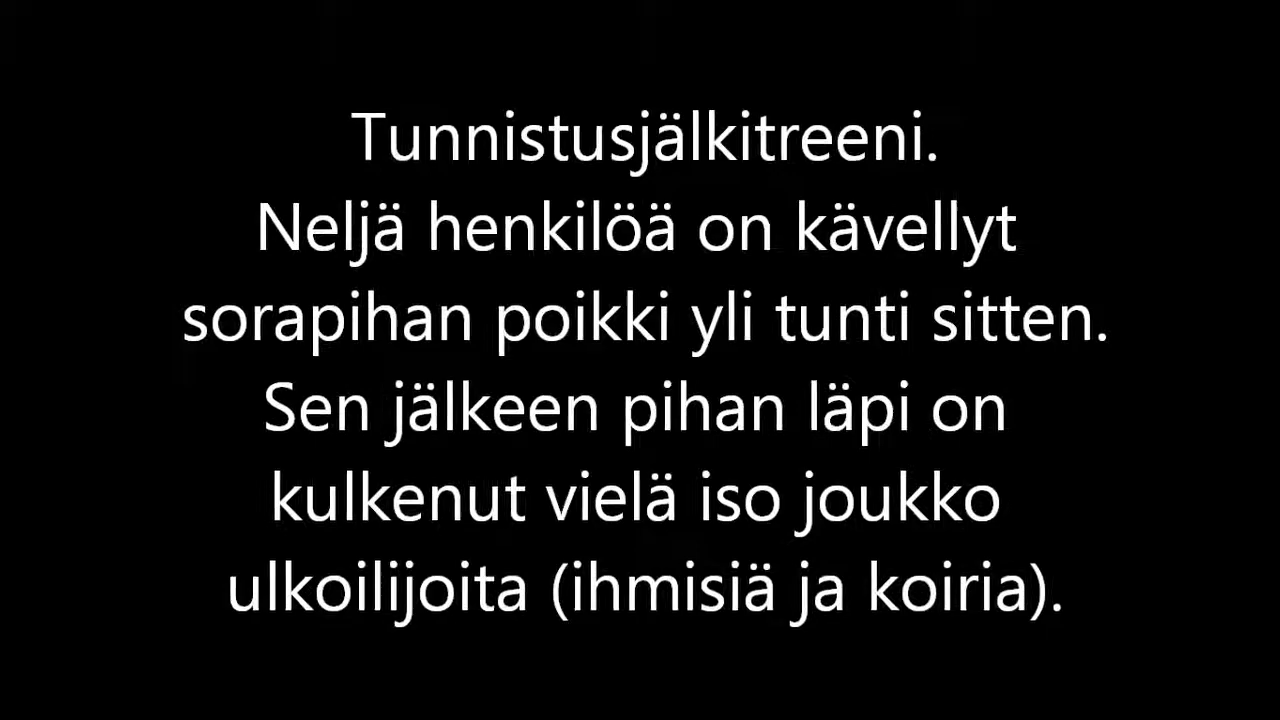 Tunnistusjälkitreeni.
Neljä henkilöä on kävellyt
sorapihan poikki yli tunti sitten.
Sen jälkeen pihan läpi on
kulkenut vielä iso joukko
ulkoilijoita (ihmisiä ja koiria).